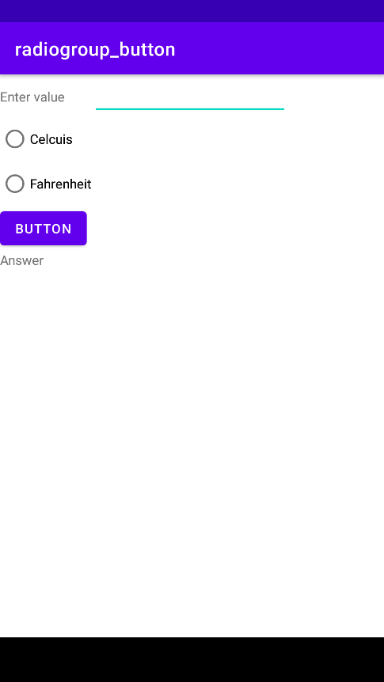 radiogroup_button
Enter value
Celcuis
Fahrenheit
BUTTON
Answer